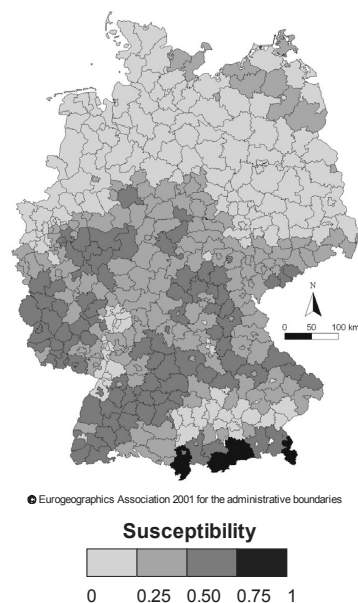 N
0 50 100 km
© Eurogeographics Association 2001 for the administrative boundaries
Susceptibility
0 0.25 0.50 0.75 1